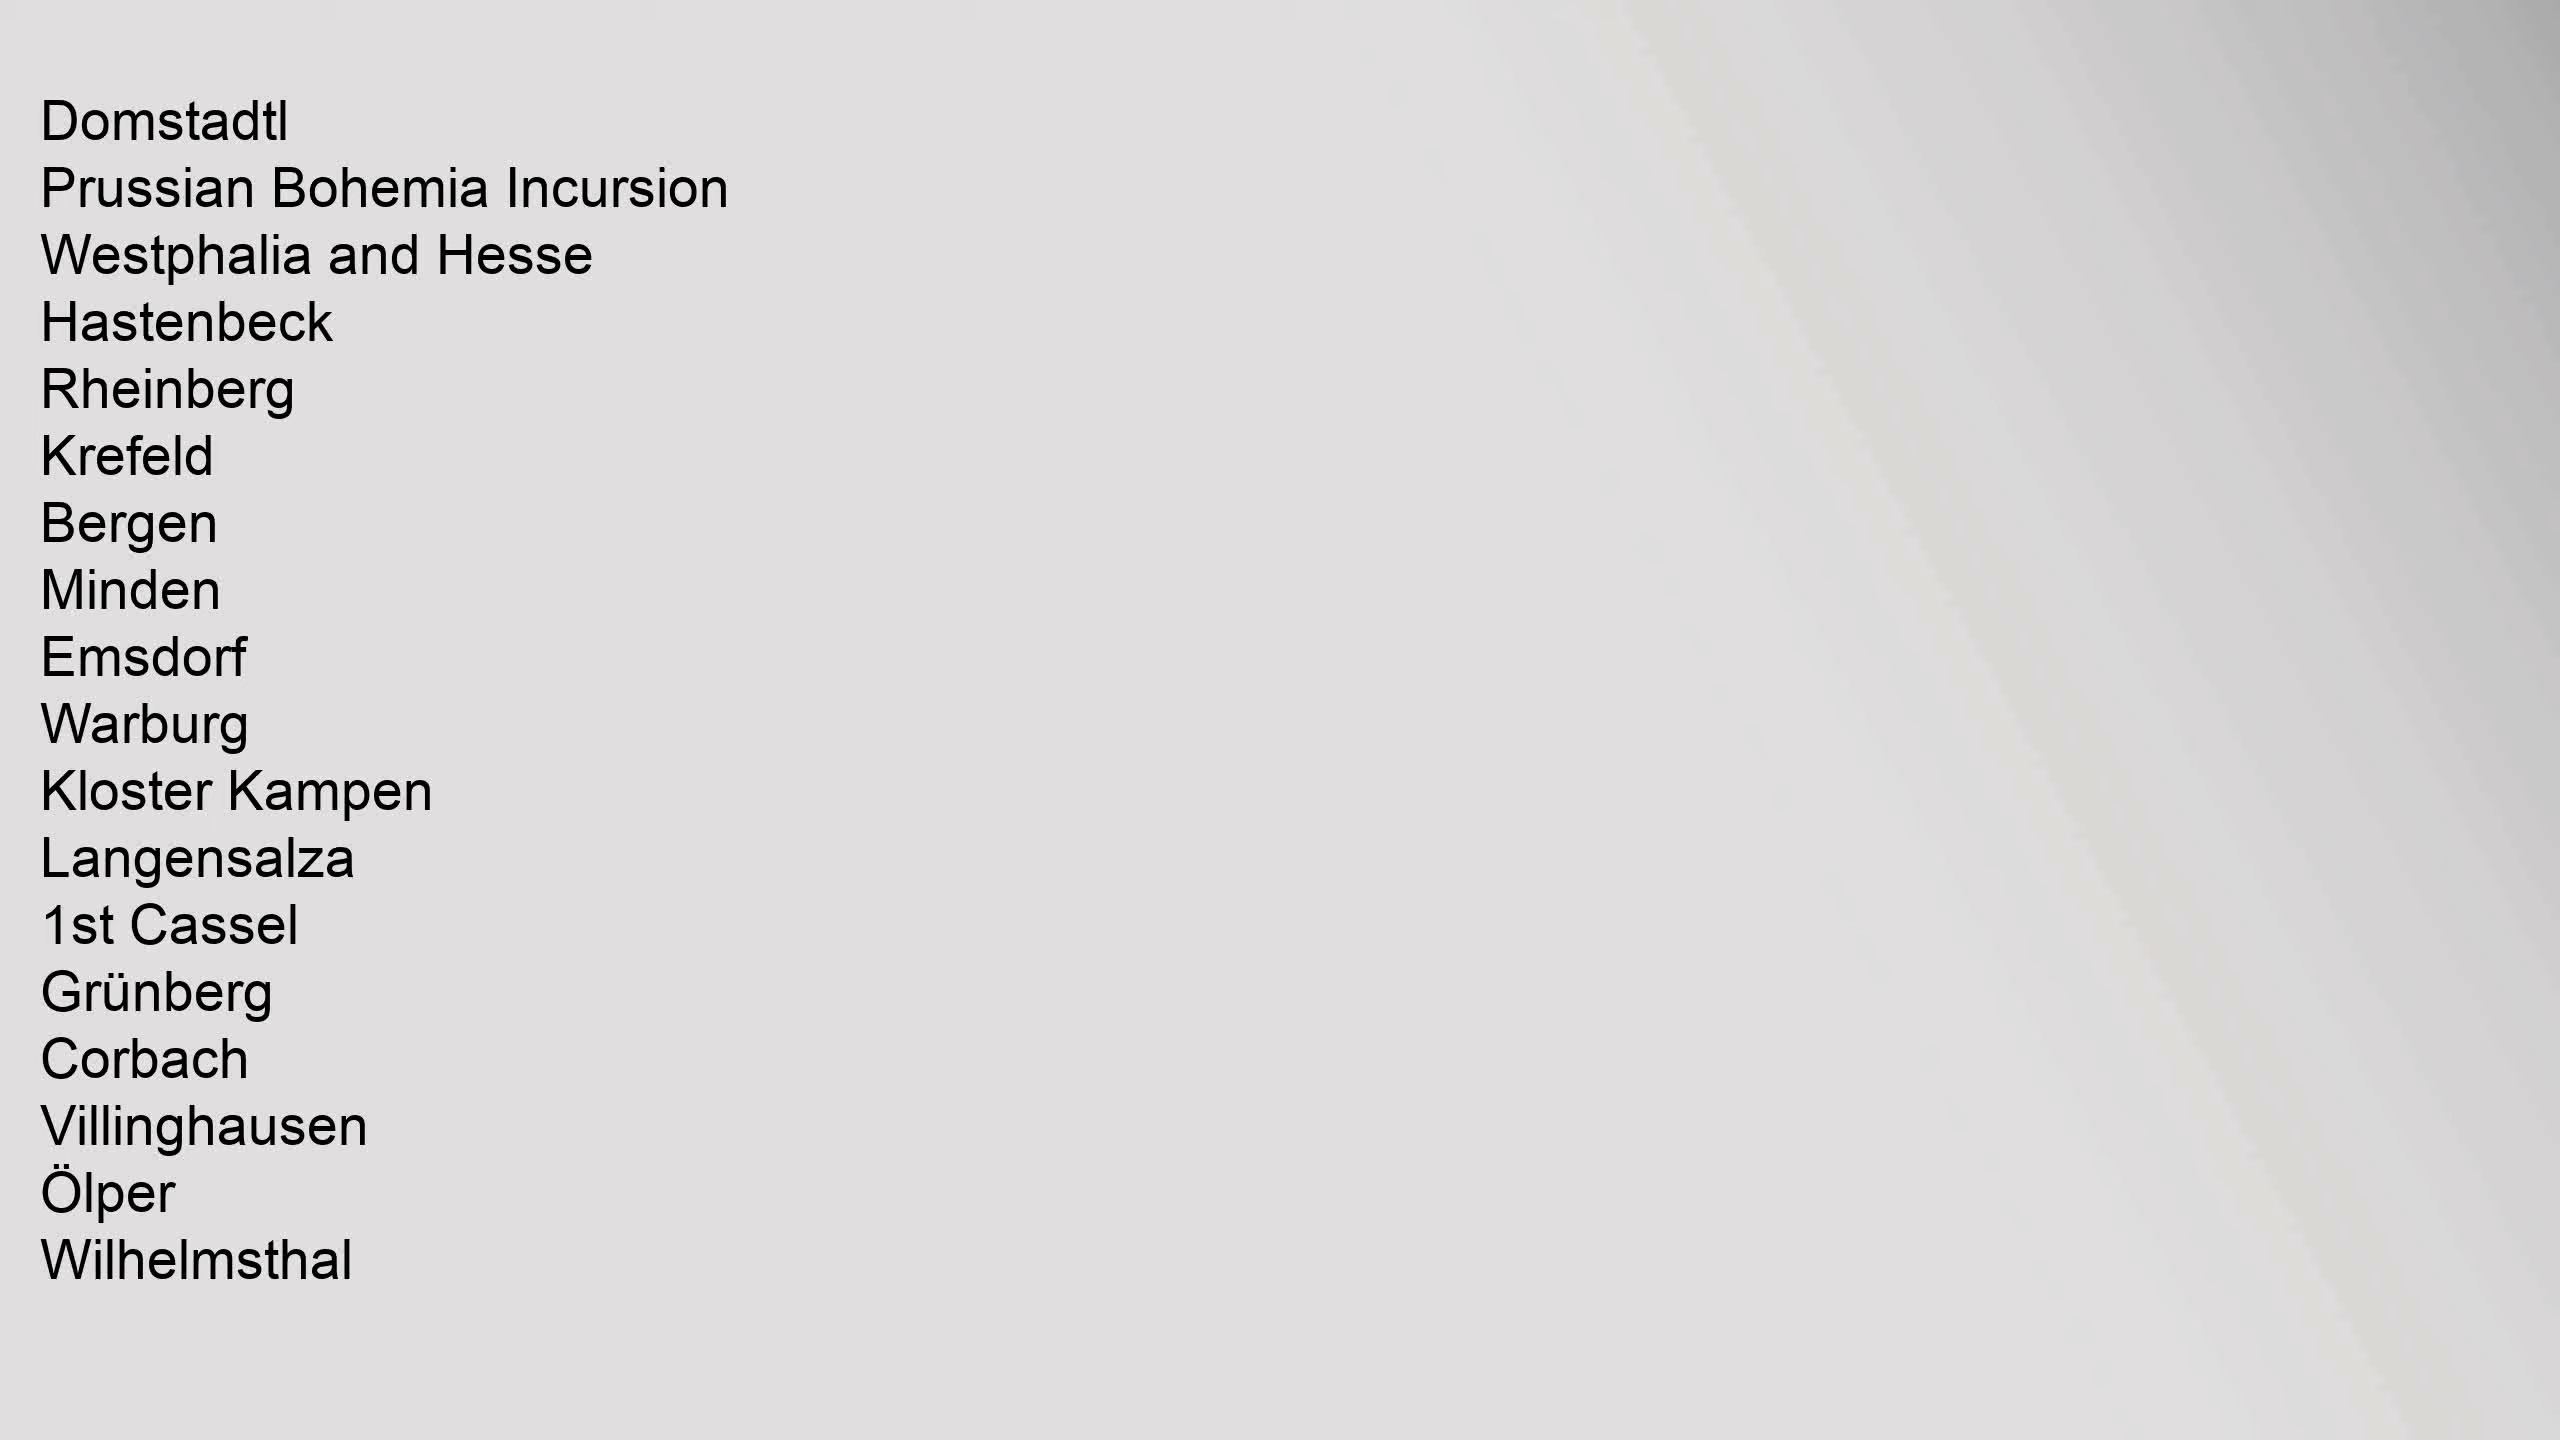 Domstadtl
Prussian Bohemia Incursion
Westphalia and Hesse
Hastenbeck
Rheinberg
Krefeld
Bergen
Minden
Emsdorf
Warburg
Kloster Kampen
Langensalza
1st Cassel
Grünberg
Corbach
Villinghausen
Ölper
Wilhelmsthal